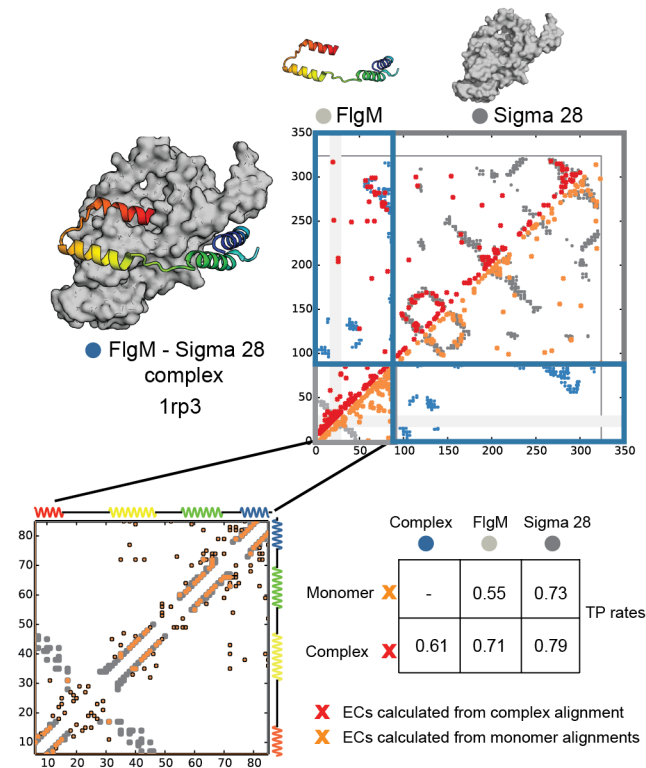 FlgM
Sigma 28
350
300
250
200
150
100
50
0
0
50
100
150
200
250
300
350
FlgM - Sigma 28
complex
1rp3
80
70
60
50
40
30
20
10
10
20
30
40
50
60
70
80
Complex
FlgM
Sigma 28
Monomer X
-
0.55
0.73
TP rates
Complex X
0.61
0.71
0.79
X ECs calculated from complex alignment
X ECs calculated from monomer alignments